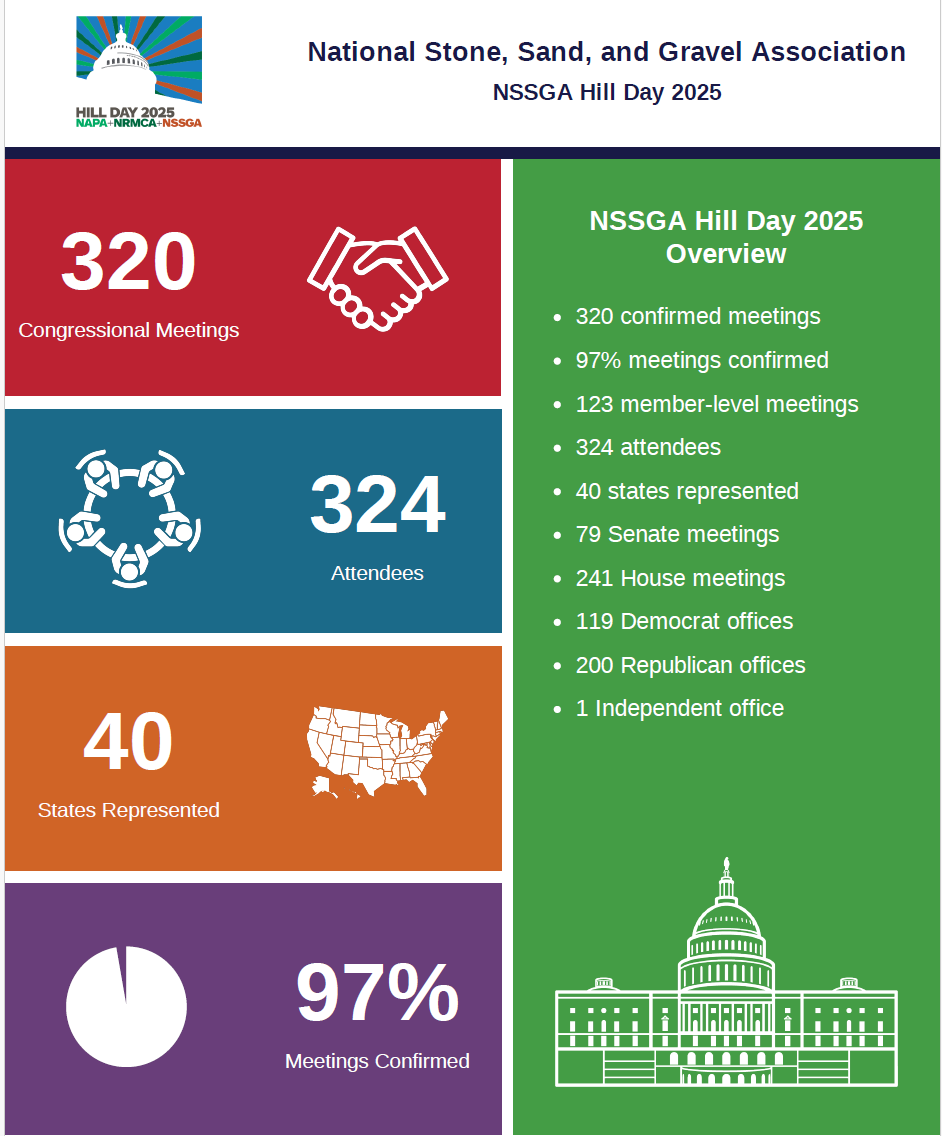 HILL DAY 2025
NAPA+NRMCA+NSSGA
National Stone, Sand, and Gravel Association
NSSGA Hill Day 2025
320
Congressional Meetings
324
Attendees
40
States Represented
97%
Meetings Confirmed
NSSGA Hill Day 2025
Overview
• 320 confirmed meetings
• 97% meetings confirmed
• 123 member-level meetings
• 324 attendees
• 40 states represented
• 79 Senate meetings
• 241 House meetings
• 119 Democrat offices
• 200 Republican offices
• 1 Independent office